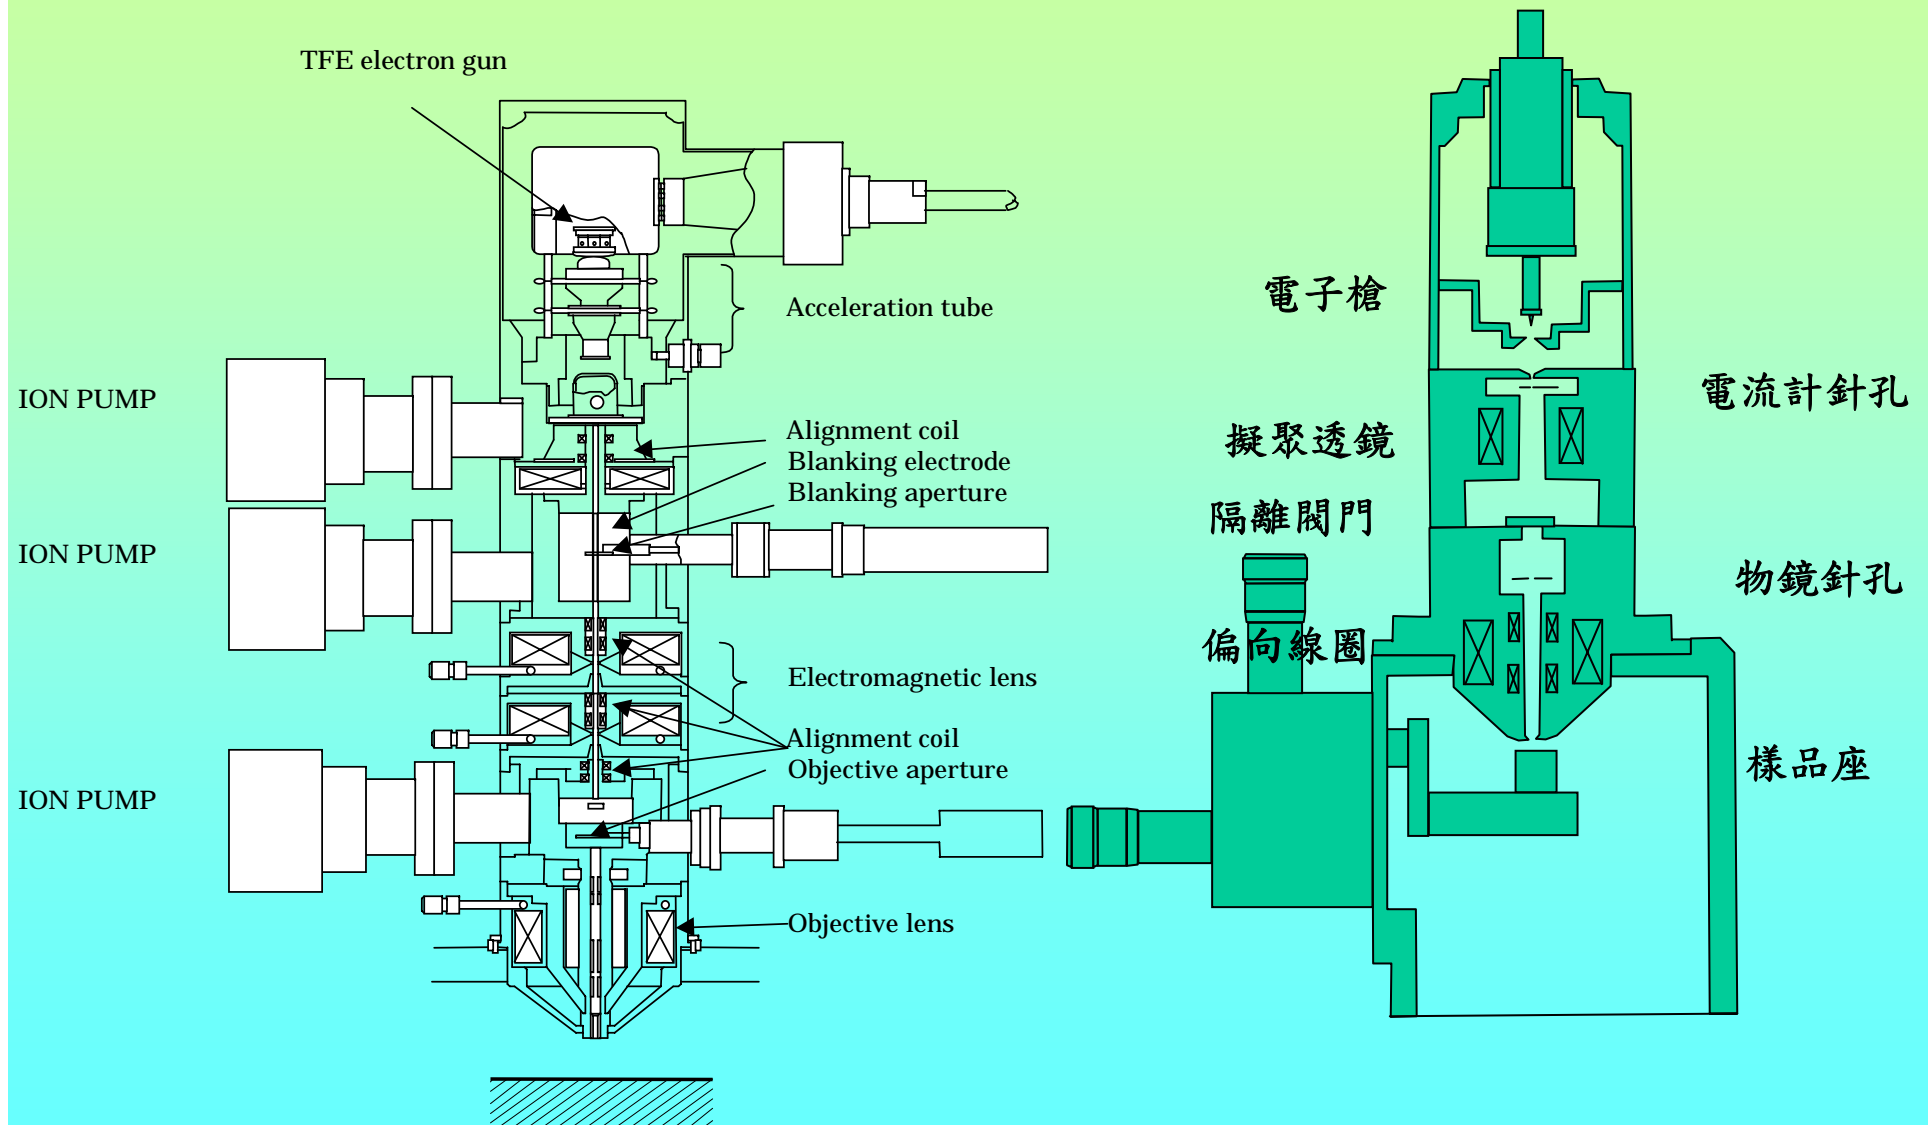 TFE electron gun
Acceleration tube
ION PUMP
Alignment coil
Blanking electrode
Blanking aperture
ION PUMP
Electromagnetic lens
Alignment coil
Objective aperture
ION PUMP
Objective lens
電子槍
電流計針孔
擬聚透鏡
隔離閥門
物鏡針孔
偏向線圈
樣品座